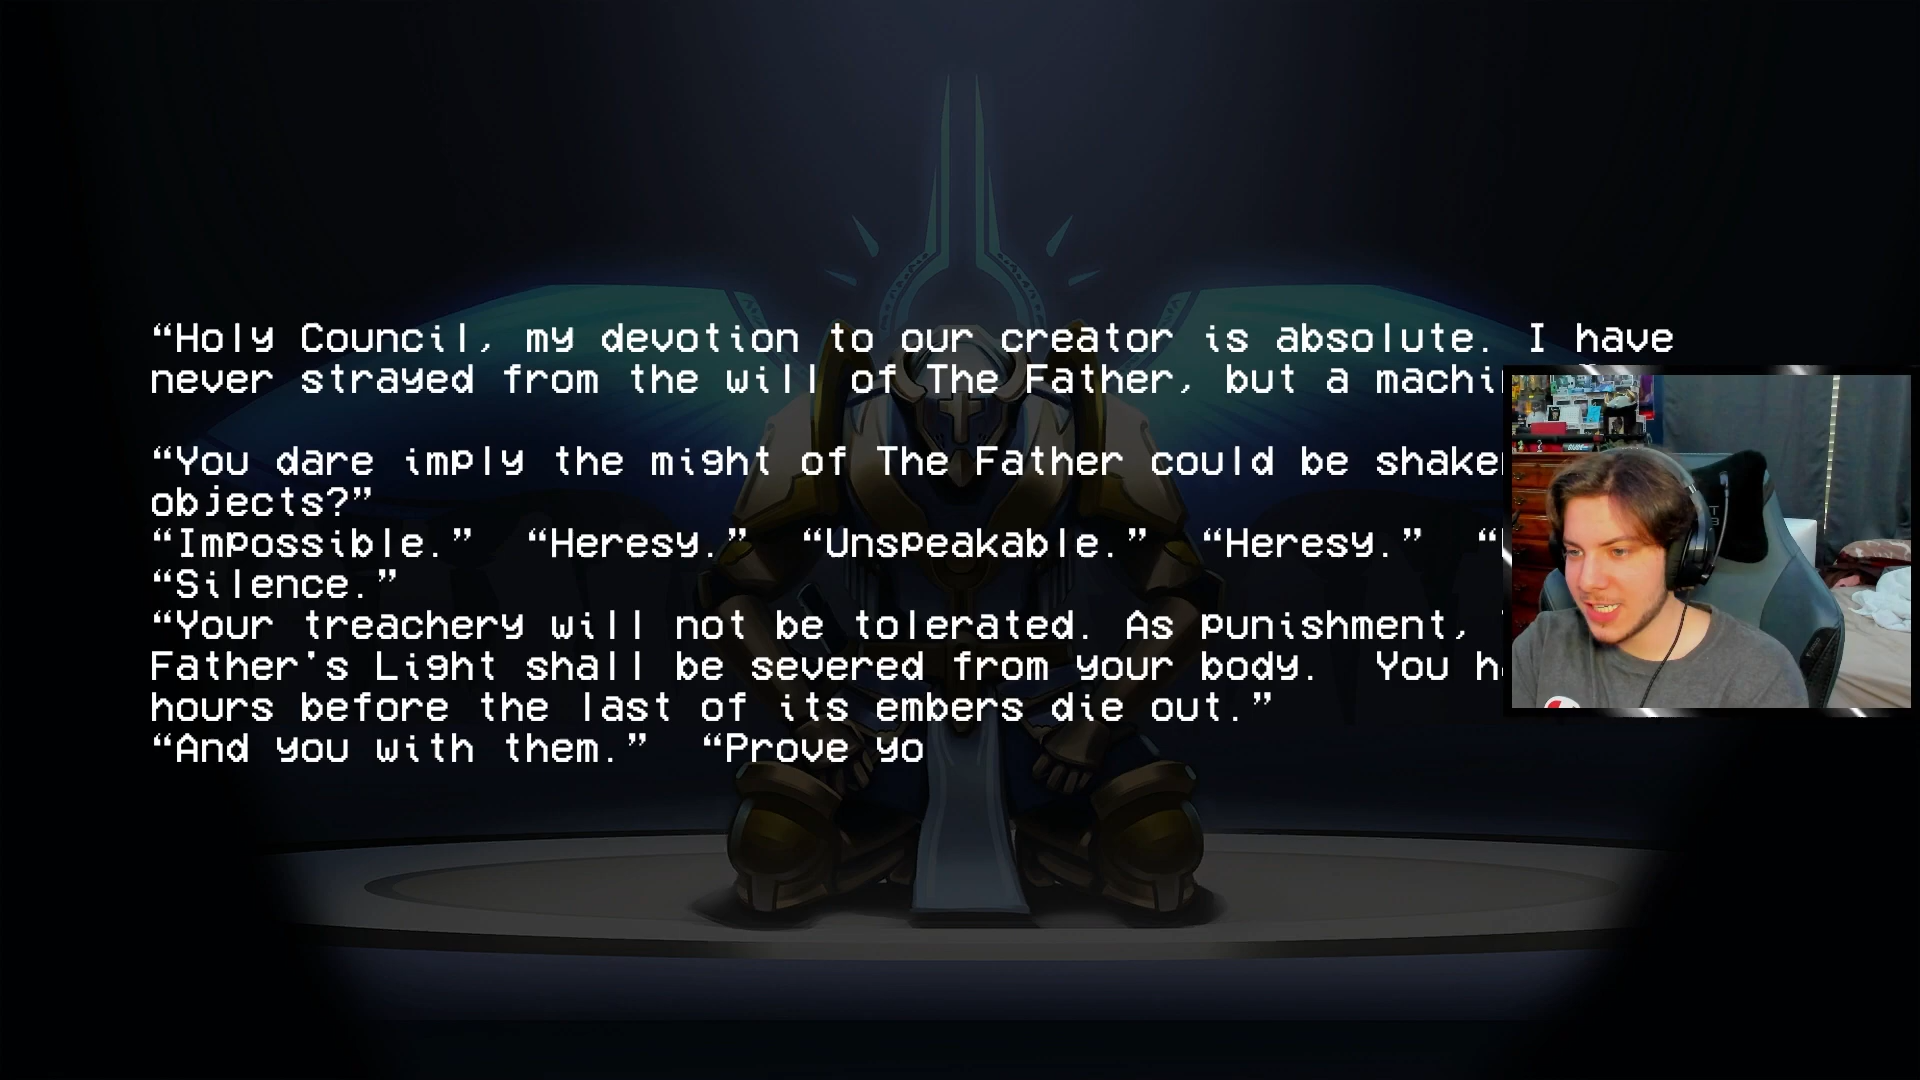 “Holy Council, my devotion to our creator is absolute. I have
never strayed from the will of The Father, but a
“You dare imply the might of The Father could be
objects?”
“Impossible.” “Heresy.” “Unspeakable.” “Heresy.”
“Silence.”
“Your treachery will not be tolerated. As punishment,
Father's Light shall be severed from your body. You
hours before the last of its embers die out.”
“And you with them.” “Prove yo